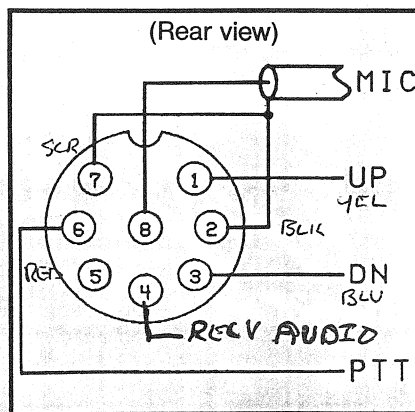 (Rear view)
MIC
SCR
7
1
UP
YEL
6
8
2
BLK
RED
5
3
DN
BLU
4
RECV AUDIO
PTT